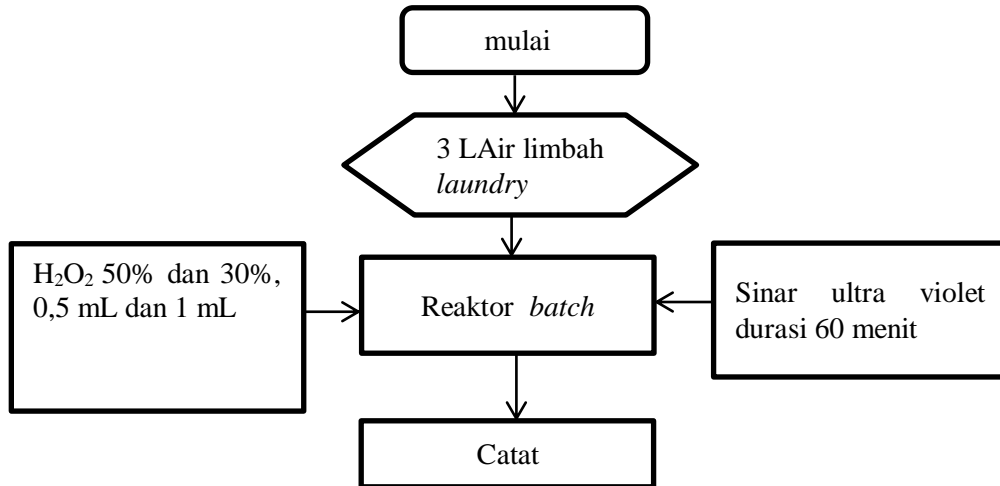 mulai
3 LAir limbah
laundry
H₂O₂ 50% dan 30%,
0,5 mL dan 1 mL
Reaktor batch
Sinar ultra violet
durasi 60 menit
Catat